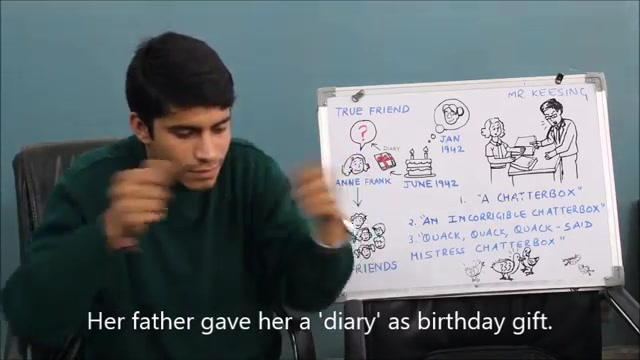 MR KEESING
TRUE FRIEND
?
DIARY
JAN
1942
ANNE FRANK
JUNE 1942
1. "A CHATTERBOX"
2. "AN INCORRIGIBLE CHATTERBOX"
3. "QUACK, QUACK, QUACK - SAID
MISTRESS CHATTERBOX"
FRIENDS
Her father gave her a 'diary' as birthday gift.